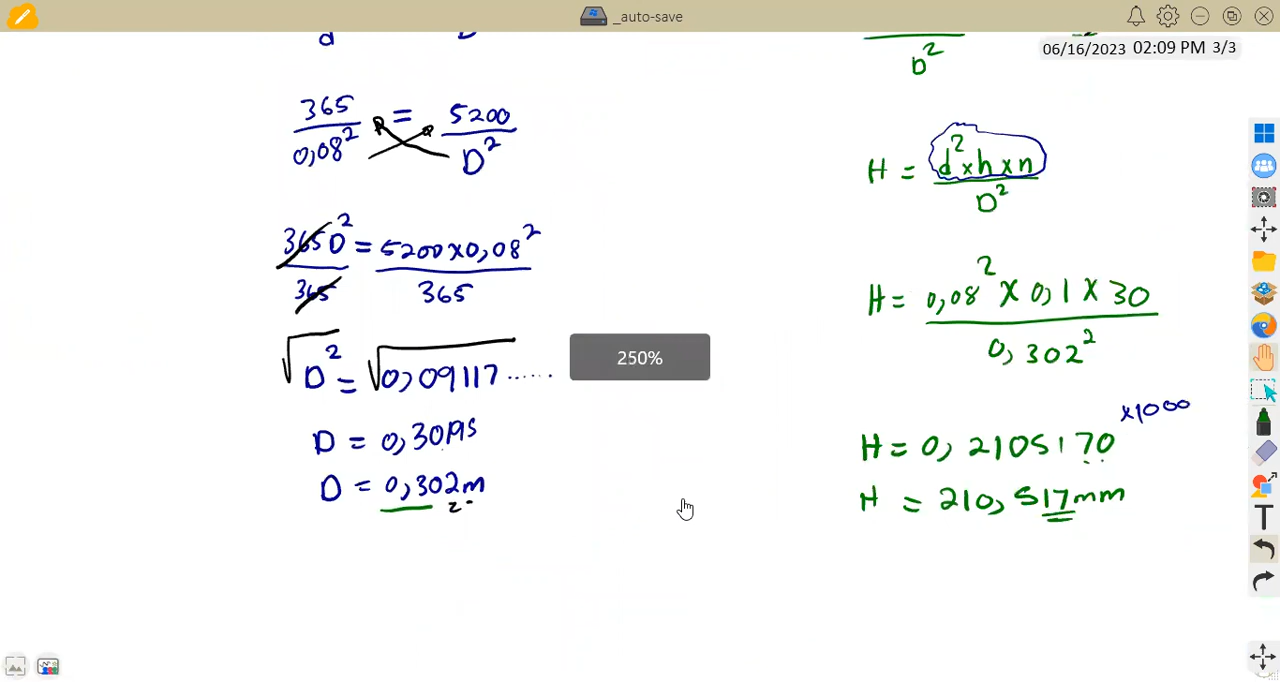 _auto-save
06/16/2023 02:09 PM 3/3
d
365 / 0,08² = 5200 / D²
365D² / 365 = 5200x0,08² / 365
√D² = √0,09117......
D = 0,30195
D = 0,302m
250%
D²
H = d²xhxn / D²
H = 0,08² x 0,1 x 30 / 0,302²
x1000
H = 0,2105170
H = 210,517mm
T